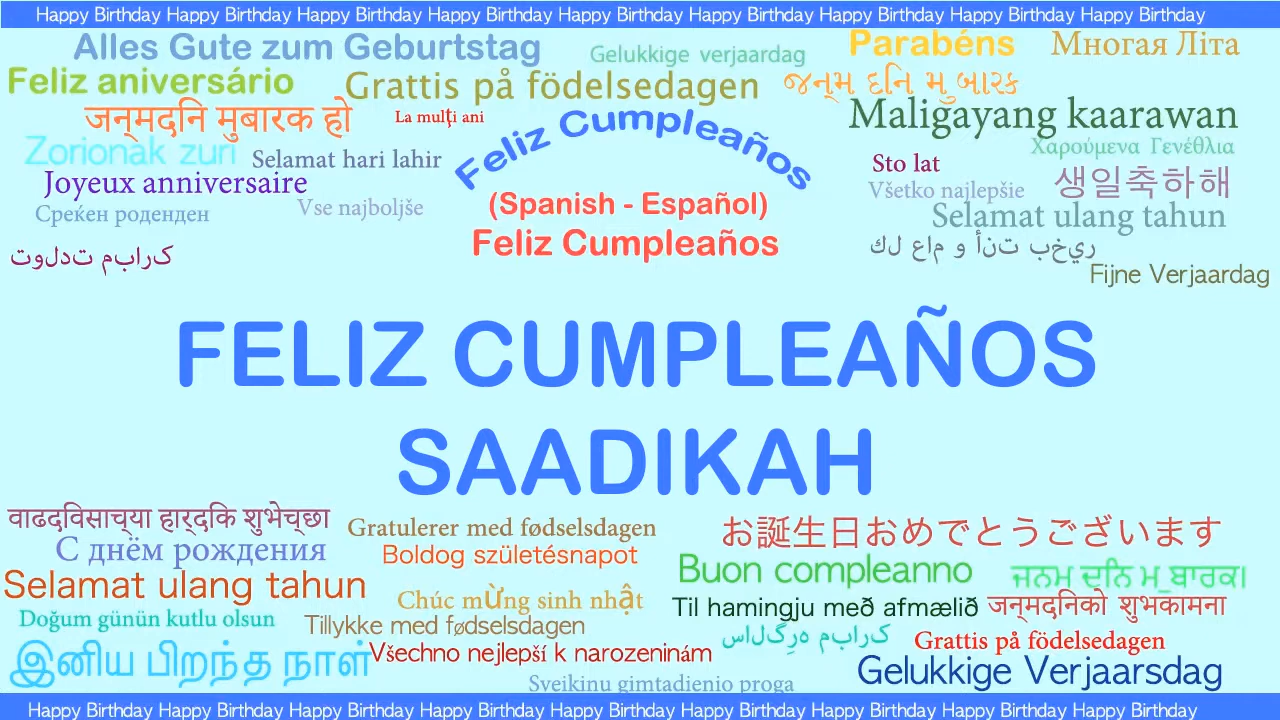 Happy Birthday Happy Birthday Happy Birthday Happy Birthday Happy Birthday Happy Birthday Happy Birthday Happy Birthday Happy Birthday
Alles Gute zum Geburtstag
Gelukkige verjaardag
Parabéns
Многая Літа
Feliz aniversário
Grattis på födelsedagen
જન્મ દિન મુબારક
जन्मदिन मुबारक हो
La mulţi ani
Feliz Cumpleaños
Maligayang kaarawan
Zorionak zuri
Selamat hari lahir
Χαρούμενα Γενέθλια
Sto lat
Joyeux anniversaire
(Spanish - Español)
Všetko najlepšie
생일축하해
Срeќен роденден
Vse najboljše
Selamat ulang tahun
Feliz Cumpleaños
تولدت مبارک
كل عام و أنت بخير
Fijne Verjaardag
FELIZ CUMPLEAÑOS
SAADIKAH
वाढदिवसाच्या हार्दिक शुभेच्छा
Gratulerer med fødselsdagen
お誕生日おめでとうございます
С днём рождения
Boldog születésnapot
Buon compleanno
ਜਨਮ ਦਿਨ ਮੁਬਾਰਕ।
Selamat ulang tahun
Chúc mừng sinh nhật
Til hamingju með afmælið
जन्मदिनको शुभकामना
Doğum günün kutlu olsun
Tillykke med fødselsdagen
سالگرہ مبارک
Grattis på födelsedagen
இனிய பிறந்த நாள்
Všechno nejlepší k narozeninám
Gelukkige Verjaarsdag
Sveikinu gimtadienio proga
Happy Birthday Happy Birthday Happy Birthday Happy Birthday Happy Birthday Happy Birthday Happy Birthday Happy Birthday Happy Birthday